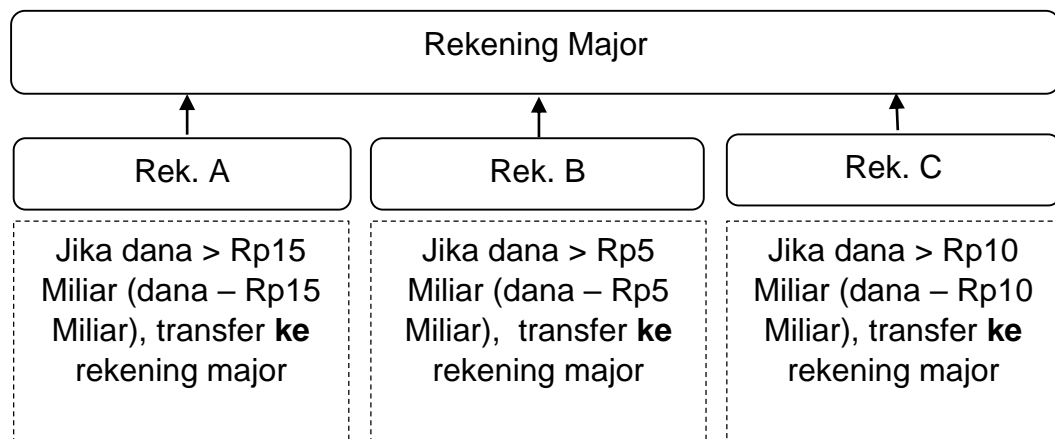 Rekening Major
Rek. A
Rek. B
Rek. C
Jika dana > Rp15
Miliar (dana – Rp15
Miliar), transfer ke
rekening major
Jika dana > Rp5
Miliar (dana – Rp5
Miliar),  transfer ke
rekening major
Jika dana > Rp10
Miliar (dana – Rp10
Miliar), transfer ke
rekening major